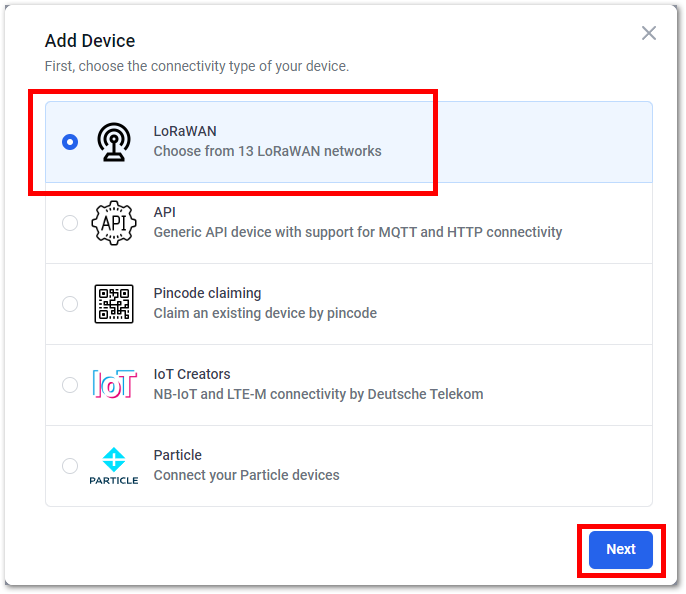 Add Device
First, choose the connectivity type of your device.
LoRaWAN
Choose from 13 LoRaWAN networks
API
API
Generic API device with support for MQTT and HTTP connectivity
Pincode claiming
Claim an existing device by pincode
IoT
IoT Creators
NB-IoT and LTE-M connectivity by Deutsche Telekom
PARTICLE
Particle
Connect your Particle devices
Next